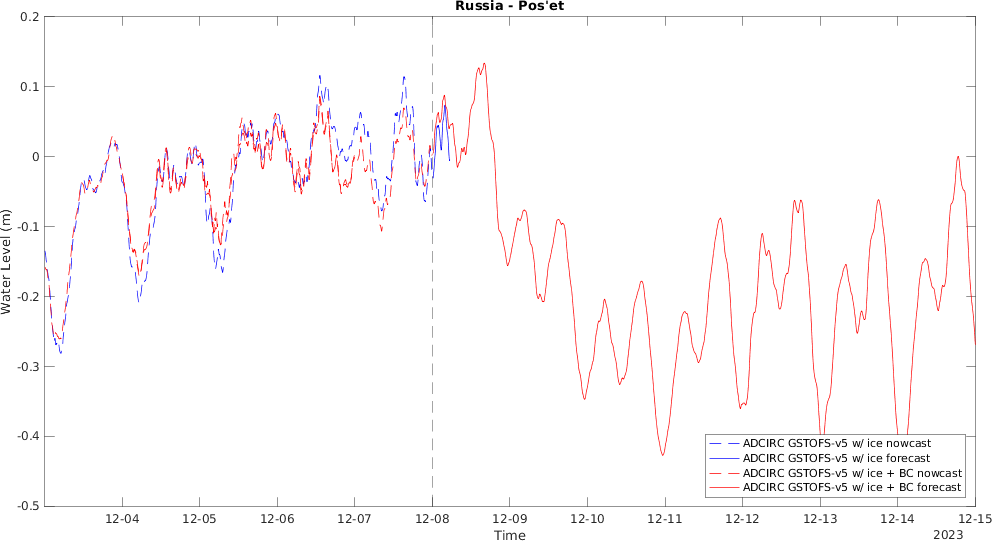 Russia - Pos'et
0.2
0.1
0
-0.1
-0.2
-0.3
-0.4
-0.5
Water Level (m)
ADCIRC GSTOFS-v5 w/ ice nowcast
ADCIRC GSTOFS-v5 w/ ice forecast
ADCIRC GSTOFS-v5 w/ ice + BC nowcast
ADCIRC GSTOFS-v5 w/ ice + BC forecast
12-04 12-05 12-06 12-07 12-08 12-09 12-10 12-11 12-12 12-13 12-14 12-15
Time
2023